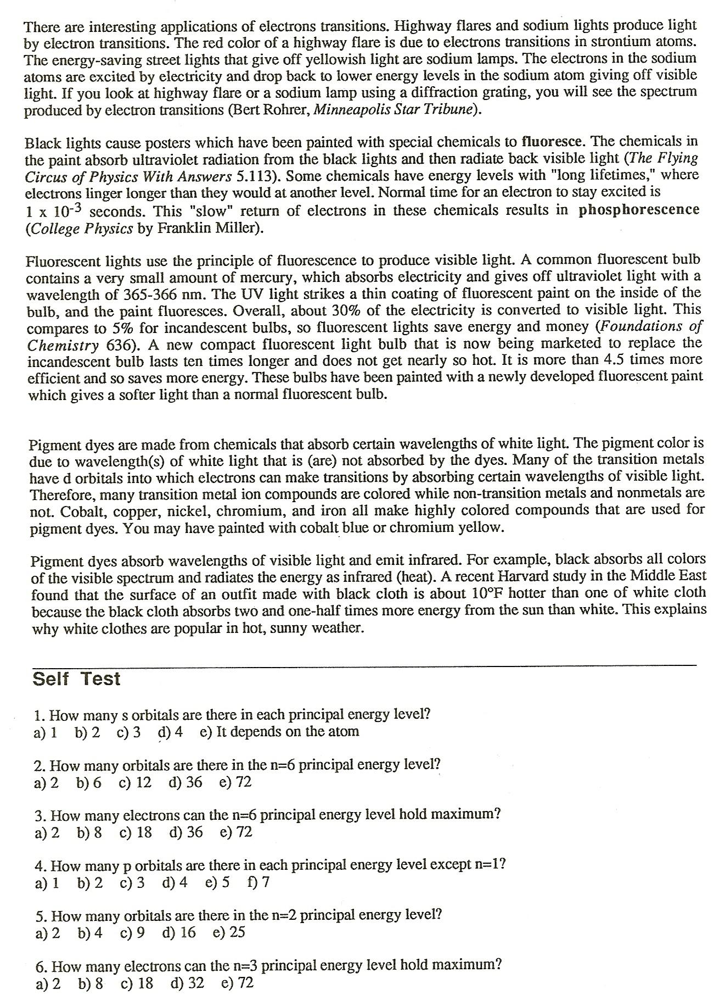 There are interesting applications of electrons transitions. Highway flares and sodium lights produce light
by electron transitions. The red color of a highway flare is due to electrons transitions in strontium atoms.
The energy-saving street lights that give off yellowish light are sodium lamps. The electrons in the sodium
atoms are excited by electricity and drop back to lower energy levels in the sodium atom giving off visible
light. If you look at highway flare or a sodium lamp using a diffraction grating, you will see the spectrum
produced by electron transitions (Bert Rohrer, Minneapolis Star Tribune).
Black lights cause posters which have been painted with special chemicals to fluoresce. The chemicals in
the paint absorb ultraviolet radiation from the black lights and then radiate back visible light (The Flying
Circus of Physics With Answers 5.113). Some chemicals have energy levels with "long lifetimes," where
electrons linger longer than they would at another level. Normal time for an electron to stay excited is
1 x 10⁻³ seconds. This "slow" return of electrons in these chemicals results in phosphorescence
(College Physics by Franklin Miller).
Fluorescent lights use the principle of fluorescence to produce visible light. A common fluorescent bulb
contains a very small amount of mercury, which absorbs electricity and gives off ultraviolet light with a
wavelength of 365-366 nm. The UV light strikes a thin coating of fluorescent paint on the inside of the
bulb, and the paint fluoresces. Overall, about 30% of the electricity is converted to visible light. This
compares to 5% for incandescent bulbs, so fluorescent lights save energy and money (Foundations of
Chemistry 636). A new compact fluorescent light bulb that is now being marketed to replace the
incandescent bulb lasts ten times longer and does not get nearly so hot. It is more than 4.5 times more
efficient and so saves more energy. These bulbs have been painted with a newly developed fluorescent paint
which gives a softer light than a normal fluorescent bulb.
Pigment dyes are made from chemicals that absorb certain wavelengths of white light. The pigment color is
due to wavelength(s) of white light that is (are) not absorbed by the dyes. Many of the transition metals
have d orbitals into which electrons can make transitions by absorbing certain wavelengths of visible light.
Therefore, many transition metal ion compounds are colored while non-transition metals and nonmetals are
not. Cobalt, copper, nickel, chromium, and iron all make highly colored compounds that are used for
pigment dyes. You may have painted with cobalt blue or chromium yellow.
Pigment dyes absorb wavelengths of visible light and emit infrared. For example, black absorbs all colors
of the visible spectrum and radiates the energy as infrared (heat). A recent Harvard study in the Middle East
found that the surface of an outfit made with black cloth is about 10°F hotter than one of white cloth
because the black cloth absorbs two and one-half times more energy from the sun than white. This explains
why white clothes are popular in hot, sunny weather.
Self Test
1. How many s orbitals are there in each principal energy level?
a) 1 b) 2 c) 3 d) 4 e) It depends on the atom
2. How many orbitals are there in the n=6 principal energy level?
a) 2 b) 6 c) 12 d) 36 e) 72
3. How many electrons can the n=6 principal energy level hold maximum?
a) 2 b) 8 c) 18 d) 36 e) 72
4. How many p orbitals are there in each principal energy level except n=1?
a) 1 b) 2 c) 3 d) 4 e) 5 f) 7
5. How many orbitals are there in the n=2 principal energy level?
a) 2 b) 4 c) 9 d) 16 e) 25
6. How many electrons can the n=3 principal energy level hold maximum?
a) 2 b) 8 c) 18 d) 32 e) 72